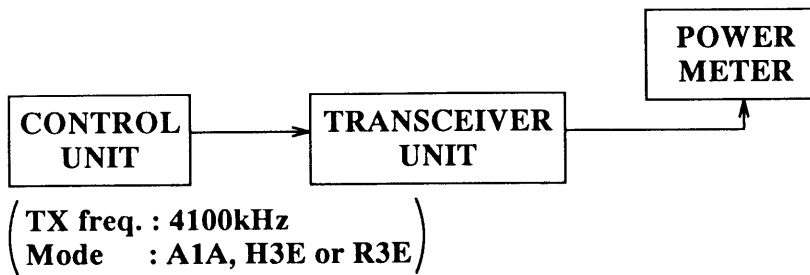 POWER
METER
CONTROL
UNIT
TRANSCEIVER
UNIT
TX freq. : 4100kHz
Mode : A1A, H3E or R3E